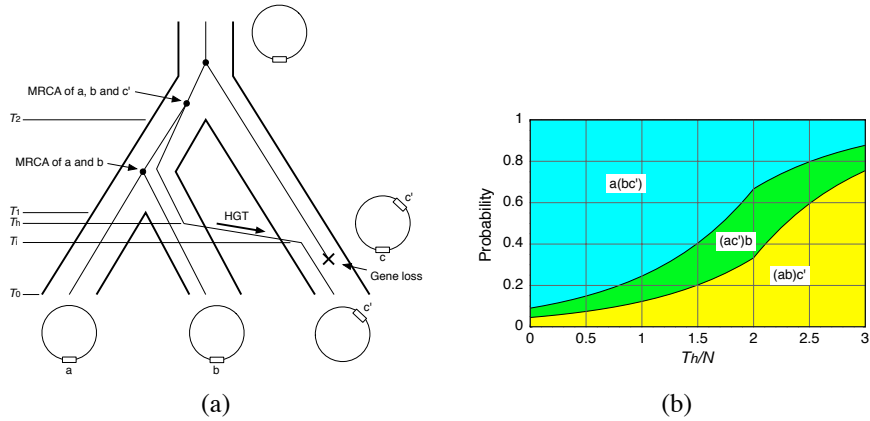 MRCA of a, b and c'
T2
MRCA of a and b
T1
Th
Ti
T0
HGT
c'
c
Gene loss
c'
a
b
(a)
Probability
1
0.8
0.6
0.4
0.2
0
a(bc')
(ac')b
(ab)c'
0
0.5
1
1.5
2
2.5
3
Th/N
(b)